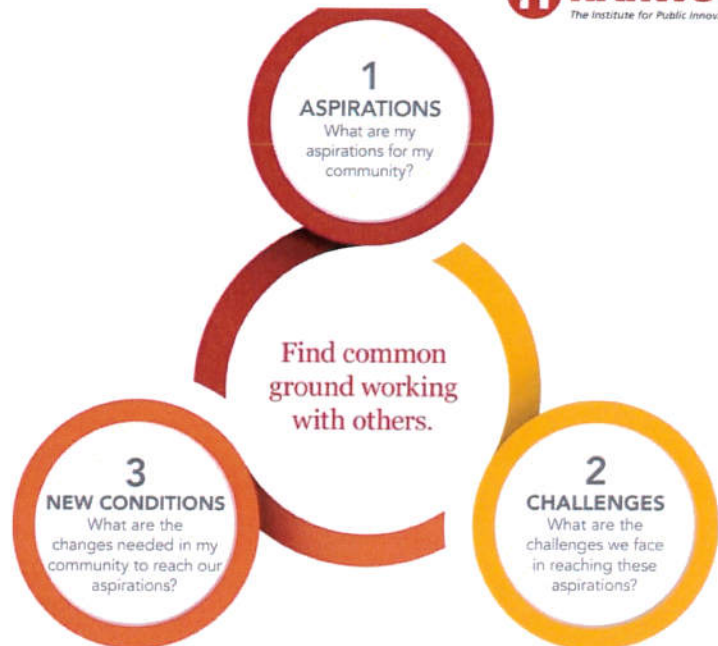 The Institute for Public Innov
1
ASPIRATIONS
What are my
aspirations for my
community?
Find common
ground working
with others.
3
NEW CONDITIONS
What are the
changes needed in my
community to reach our
aspirations?
2
CHALLENGES
What are the
challenges we face
in reaching these
aspirations?